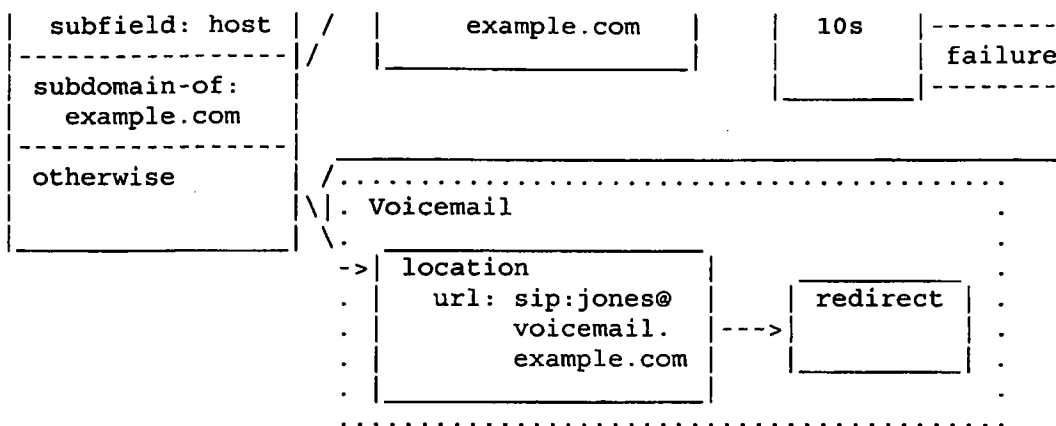 subfield: host example.com 10s
failure
subdomain-of:
example.com
otherwise
Voicemail
location
url: sip:jones@ redirect
voicemail.
example.com